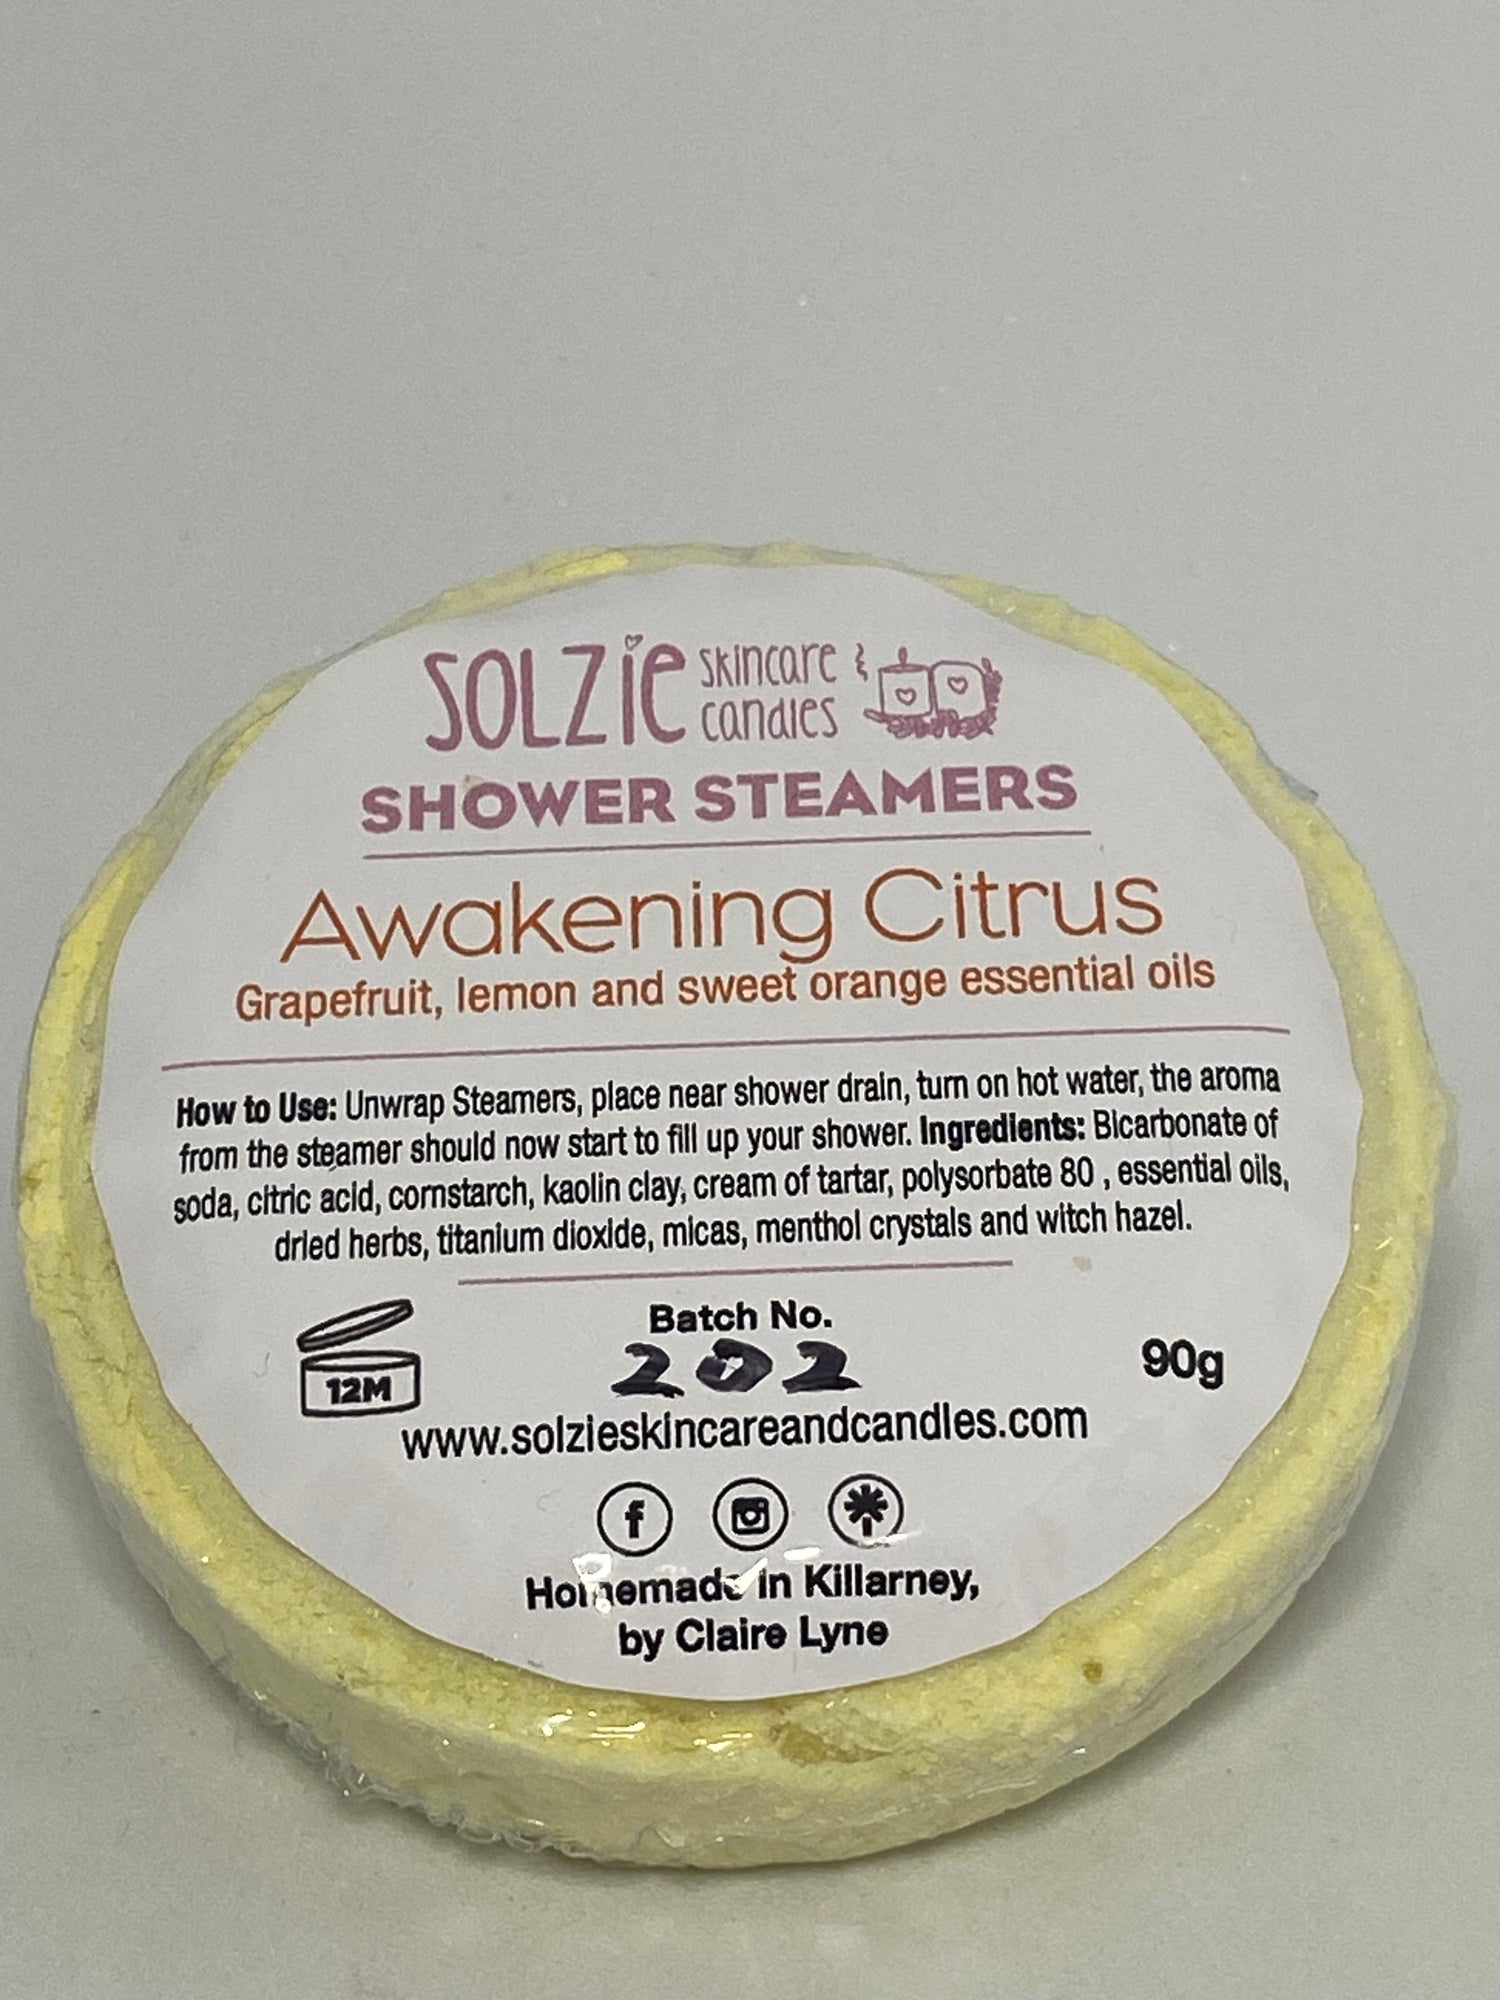 SOLZiE skincare & candles
SHOWER STEAMERS
Awakening Citrus
Grapefruit, lemon and sweet orange essential oils
How to Use: Unwrap Steamers, place near shower drain, turn on hot water, the aroma
from the steamer should now start to fill up your shower. Ingredients: Bicarbonate of
soda, citric acid, cornstarch, kaolin clay, cream of tartar, polysorbate 80 , essential oils,
dried herbs, titanium dioxide, micas, menthol crystals and witch hazel.
12M
Batch No.
202
90g
www.solzieskincareandcandles.com
Homemade in Killarney,
by Claire Lyne